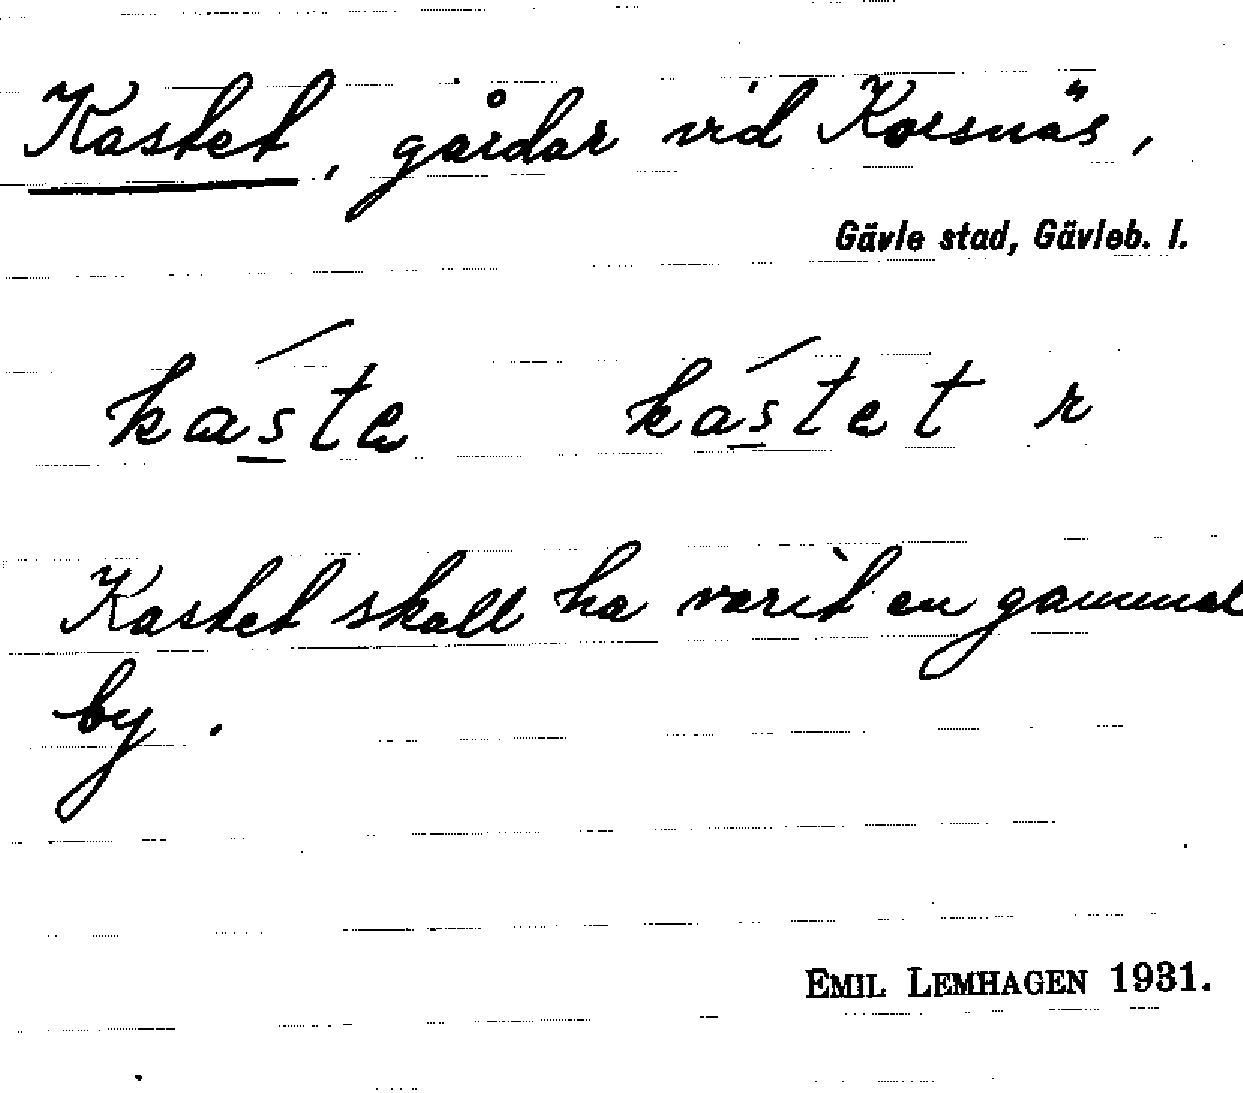 Kastet, gårdar vid Korsnäs,
Gävle stad, Gävleb. l.
kaste kastet r
Kastet skall ha varit en gammal
by.
EMIL LEMHAGEN 1931.